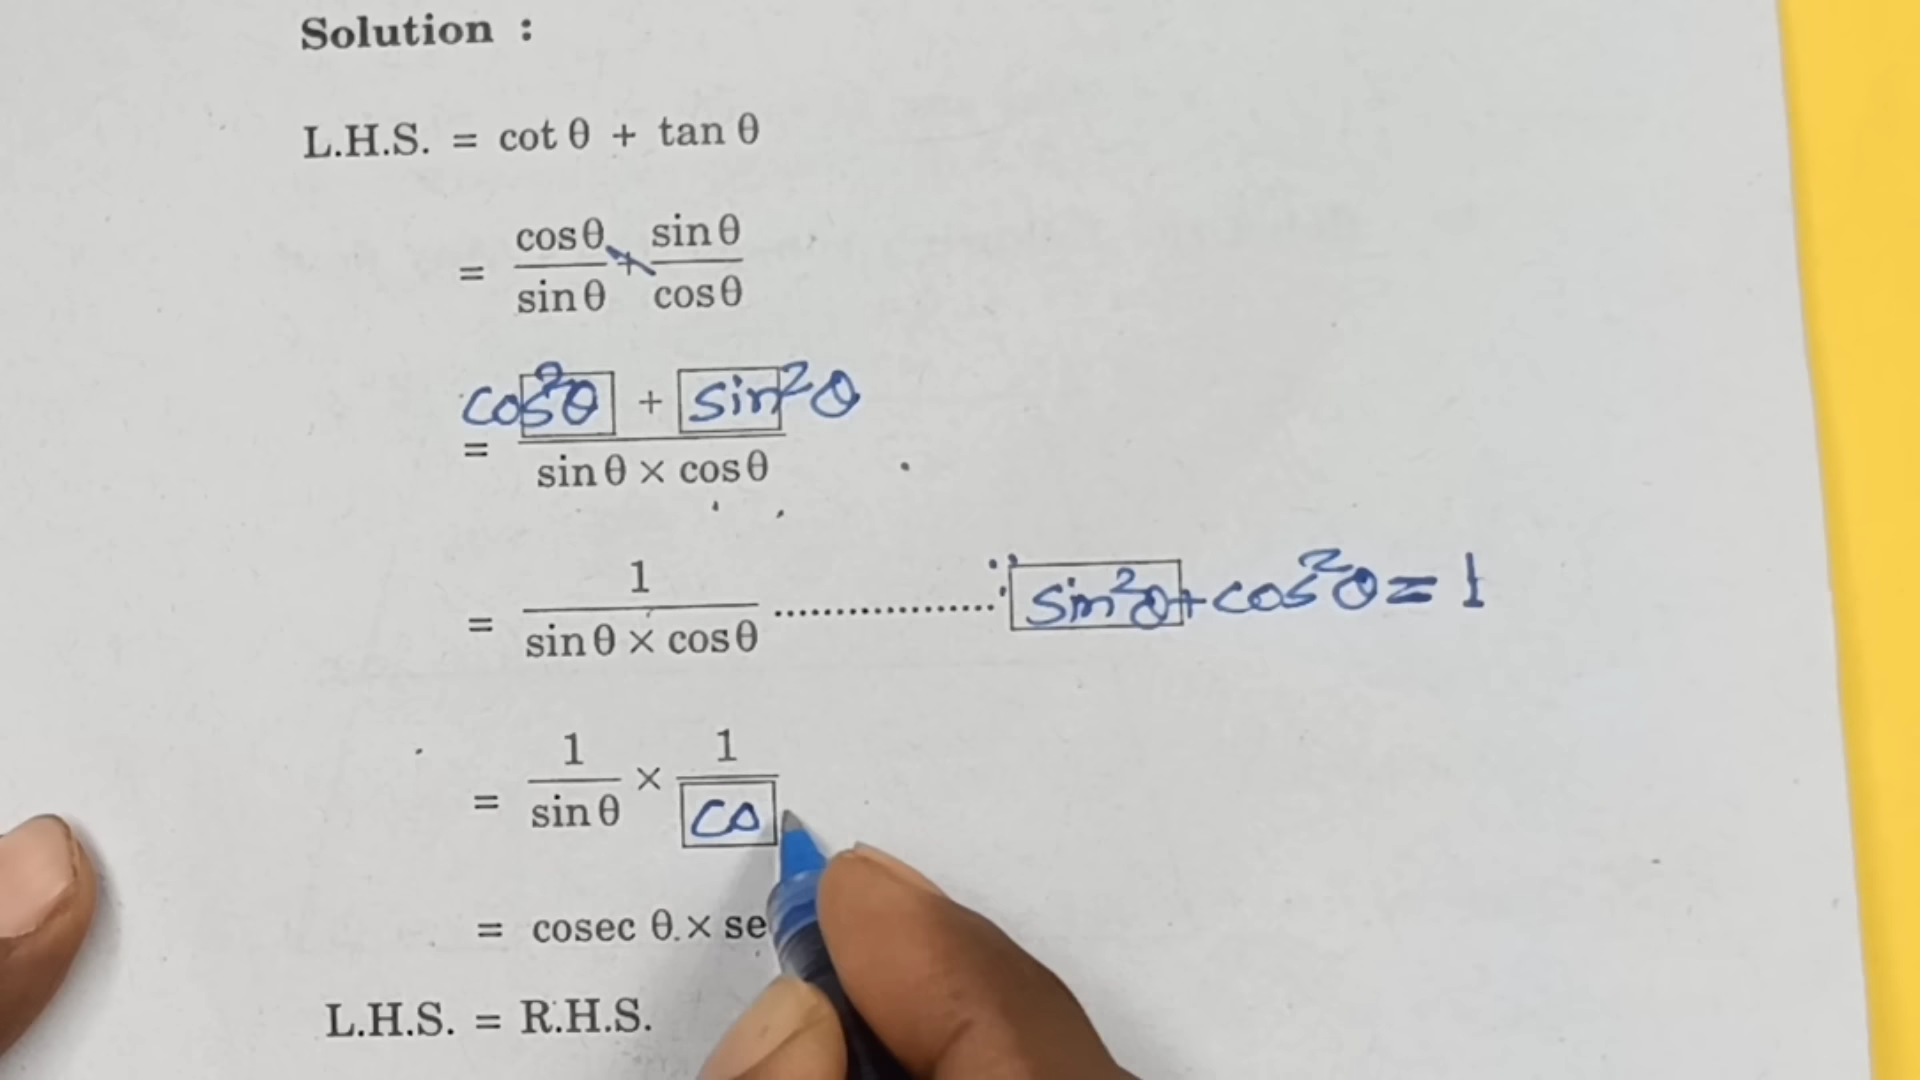 Solution :
L.H.S. = cot θ + tan θ
= cosθ/sinθ + sinθ/cosθ
= cos²θ + sin²θ / sinθ × cosθ
= 1/sinθ × cosθ .................. ∵ sin²θ + cos²θ = 1
= 1/sinθ × 1/co
= cosec θ × se
L.H.S. = R.H.S.